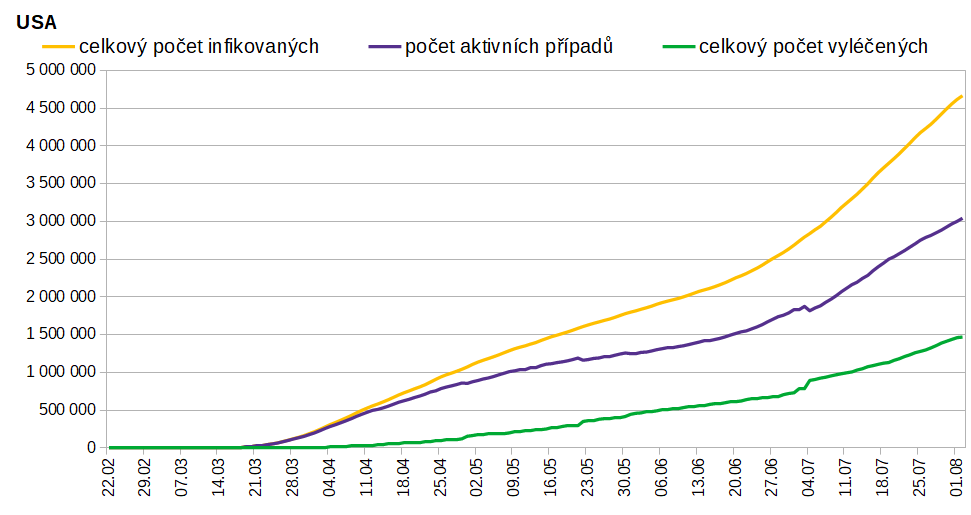 USA
celkový počet infikovaných počet aktivních případů celkový počet vyléčených
5 000 000
4 500 000
4 000 000
3 500 000
3 000 000
2 500 000
2 000 000
1 500 000
1 000 000
500 000
0
22.02 29.02 07.03 14.03 21.03 28.03 04.04 11.04 18.04 25.04 02.05 09.05 16.05 23.05 30.05 06.06 13.06 20.06 27.06 04.07 11.07 18.07 25.07 01.08